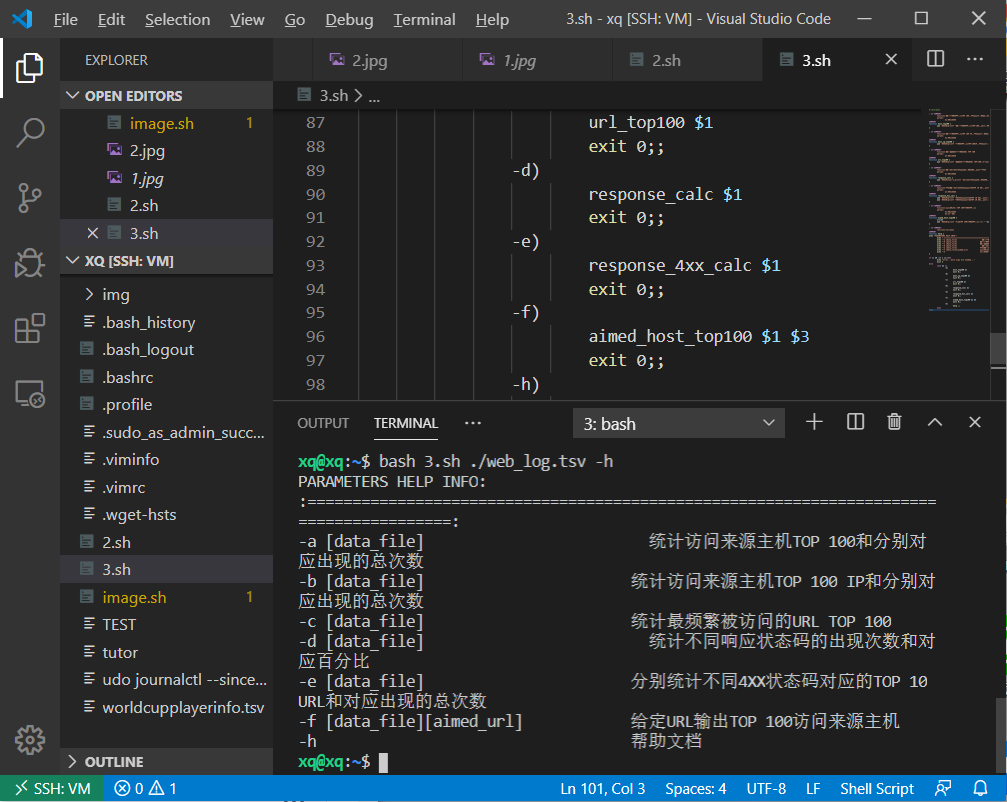 File Edit Selection View Go Debug Terminal Help 3.sh - xq [SSH: VM] - Visual Studio Code
EXPLORER
OPEN EDITORS
image.sh 1
2.jpg
1.jpg
2.sh
3.sh
XQ [SSH: VM]
img
.bash_history
.bash_logout
.bashrc
.profile
.sudo_as_admin_succ...
.viminfo
.vimrc
.wget-hsts
2.sh
3.sh
image.sh 1
TEST
tutor
udo journalctl --since...
worldcupplayerinfo.tsv
OUTLINE
2.jpg 1.jpg 2.sh 3.sh
3.sh > ...
87 url_top100 $1
88 exit 0;;
89 -d)
90 response_calc $1
91 exit 0;;
92 -e)
93 response_4xx_calc $1
94 exit 0;;
95 -f)
96 aimed_host_top100 $1 $3
97 exit 0;;
98 -h)
OUTPUT TERMINAL ... 3: bash
xq@xq:~$ bash 3.sh ./web_log.tsv -h
PARAMETERS HELP INFO:
:======================================================================
=================:
-a [data_file] 统计访问来源主机TOP 100和分别对
应出现的总次数
-b [data_file] 统计访问来源主机TOP 100 IP和分别对
应出现的总次数
-c [data_file] 统计最频繁被访问的URL TOP 100
-d [data_file] 统计不同响应状态码的出现次数和对
应百分比
-e [data_file] 分别统计不同4XX状态码对应的TOP 10
URL和对应出现的总次数
-f [data_file][aimed_url] 给定URL输出TOP 100访问来源主机
-h 帮助文档
xq@xq:~$
SSH: VM 0 1 Ln 101, Col 3 Spaces: 4 UTF-8 LF Shell Script